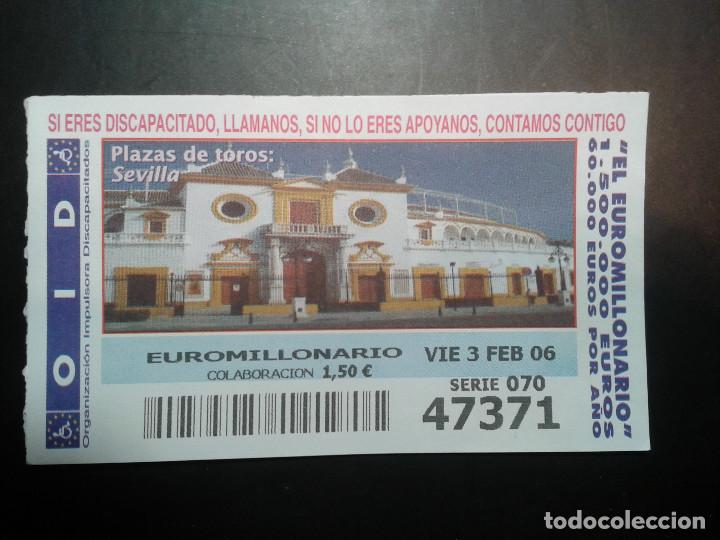 SI ERES DISCAPACITADO, LLAMANOS, SI NO LO ERES APOYANOS, CONTAMOS CONTIGO
OID
Organización Impulsora Discapacitados
Plazas de toros:
Sevilla
"EL EUROMILLONARIO"
1.500.000 EUROS
60.000 EUROS POR AÑO
EUROMILLONARIO VIE 3 FEB 06
COLABORACION 1,50 €
SERIE 070
47371
todocoleccion.net